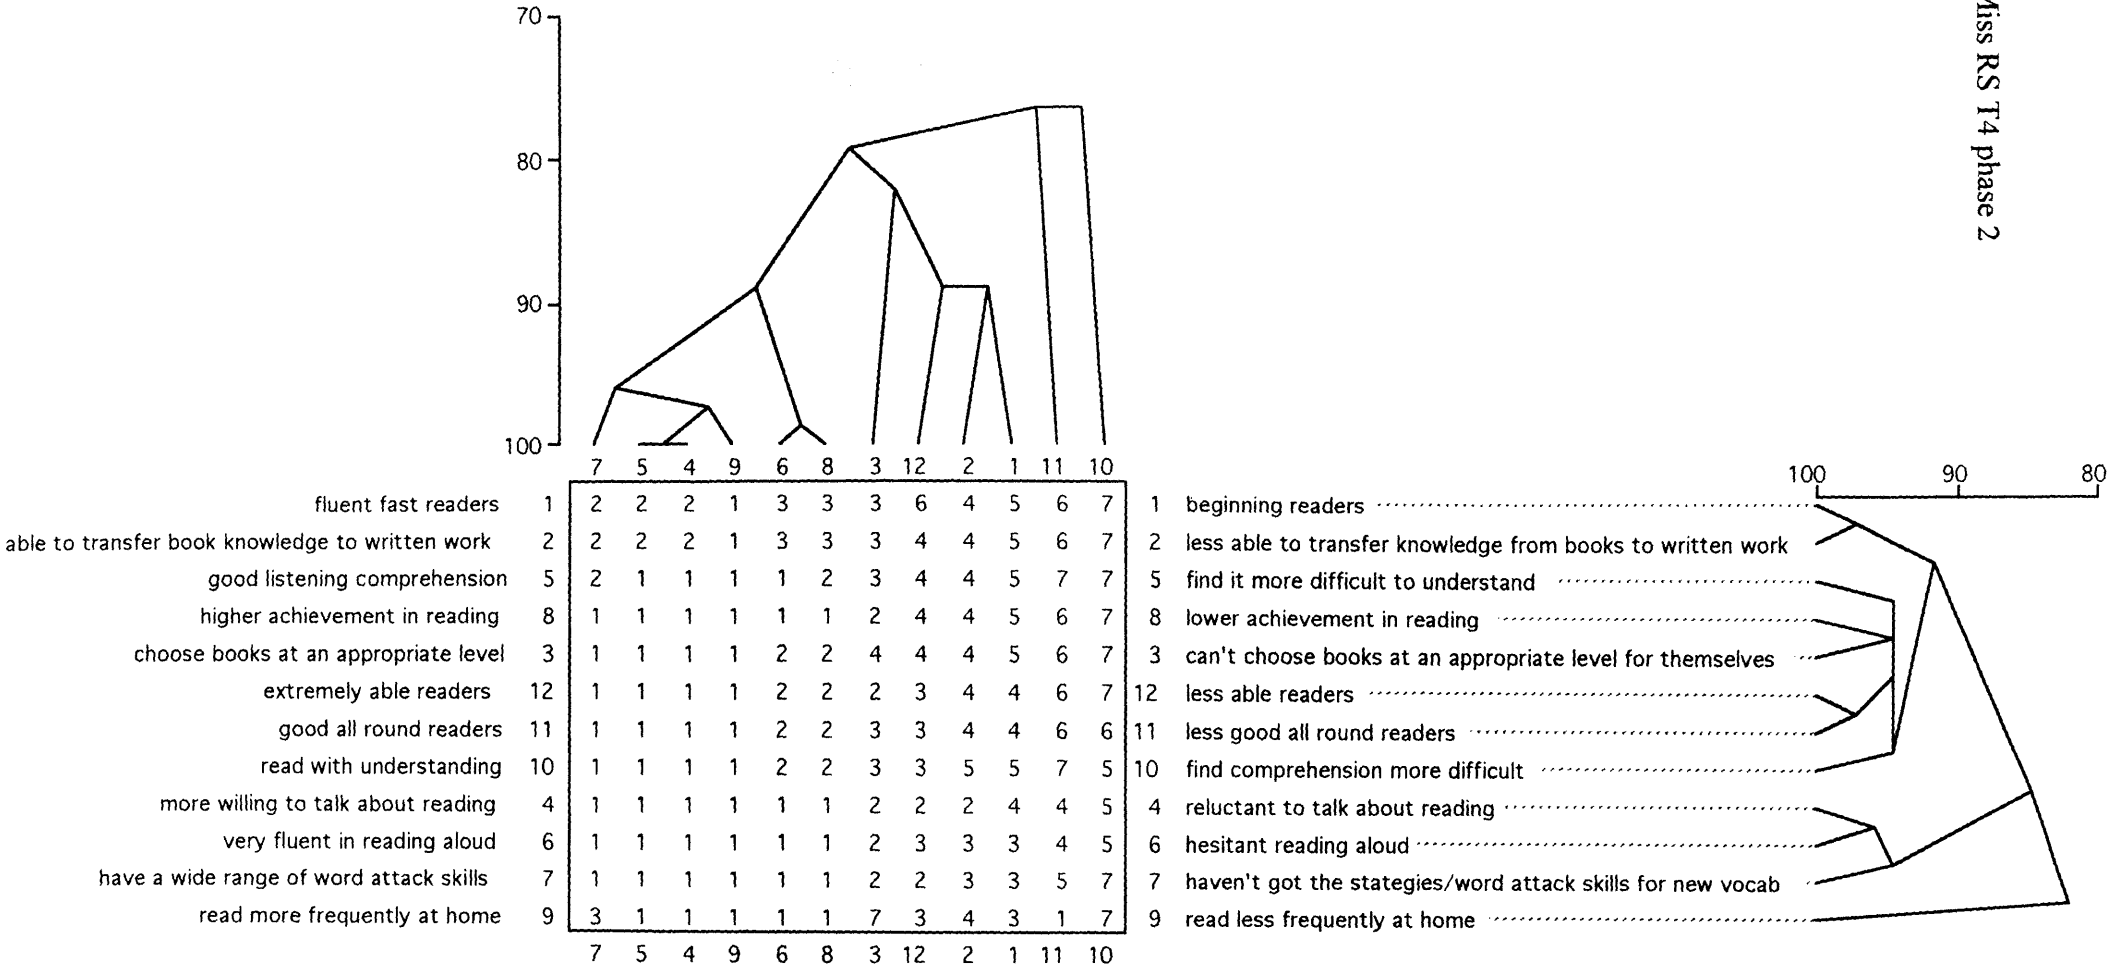 Miss RS T4 phase 2
70
80
90
100
7 5 4 9 6 8 3 12 2 1 11 10
100 90 80
fluent fast readers 1 2 2 2 1 3 3 3 6 4 5 6 7 1 beginning readers
able to transfer book knowledge to written work 2 2 2 2 1 3 3 3 4 4 5 6 7 2 less able to transfer knowledge from books to written work
good listening comprehension 5 2 1 1 1 1 2 3 4 4 5 7 7 5 find it more difficult to understand
higher achievement in reading 8 1 1 1 1 1 1 2 4 4 5 6 7 8 lower achievement in reading
choose books at an appropriate level 3 1 1 1 1 2 2 4 4 4 5 6 7 3 can't choose books at an appropriate level for themselves
extremely able readers 12 1 1 1 1 2 2 2 3 4 4 6 7 12 less able readers
good all round readers 11 1 1 1 1 2 2 3 3 4 4 6 6 11 less good all round readers
read with understanding 10 1 1 1 1 2 2 3 3 5 5 7 5 10 find comprehension more difficult
more willing to talk about reading 4 1 1 1 1 1 1 2 2 2 4 4 5 4 reluctant to talk about reading
very fluent in reading aloud 6 1 1 1 1 1 1 2 3 3 3 4 5 6 hesitant reading aloud
have a wide range of word attack skills 7 1 1 1 1 1 1 2 2 3 3 5 7 7 haven't got the stategies/word attack skills for new vocab
read more frequently at home 9 3 1 1 1 1 1 7 3 4 3 1 7 9 read less frequently at home
7 5 4 9 6 8 3 12 2 1 11 10